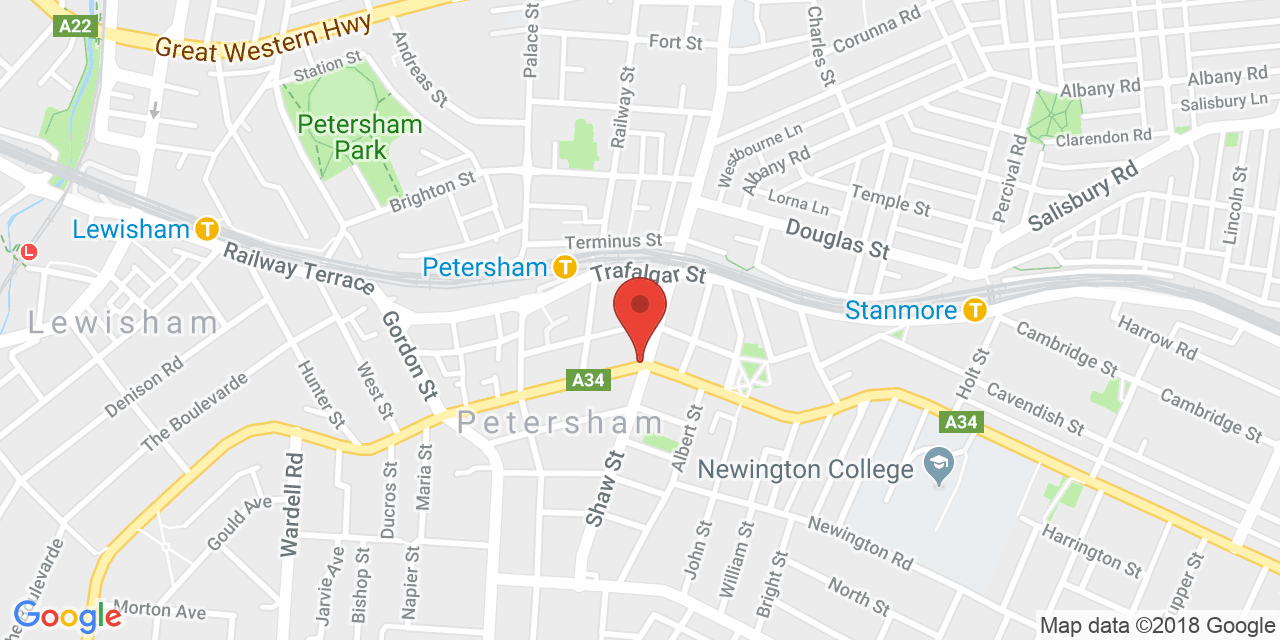 A22
Great Western Hwy
Station St
Andreas St
Palace St
Fort St
Railway St
Charles St
Corunna Rd
Albany Rd
Albany Rd
Salisbury Ln
Petersham
Park
Westbourne Ln
Albany Rd
Clarendon Rd
Percival Rd
Salisbury Rd
Lincoln St
Brighton St
Lorna Ln
Temple St
Douglas St
Lewisham
T
L
Railway Terrace
Terminus St
Petersham
T
Trafalgar St
Stanmore
T
Lewisham
Gordon St
Harrow Rd
Cambridge St
Cambridge St
Denison Rd
The Boulevarde
Hunter St
West St
A34
Holt St
Cavendish St
A34
Petersham
Albert St
Shaw St
Newington College
Wardell Rd
Gould Ave
Ducros St
Maria St
Newington Rd
Harrington St
John St
William St
Bright St
North St
Jarvie Ave
Bishop St
Napier St
Morton Ave
Google
Map data ©2018 Google